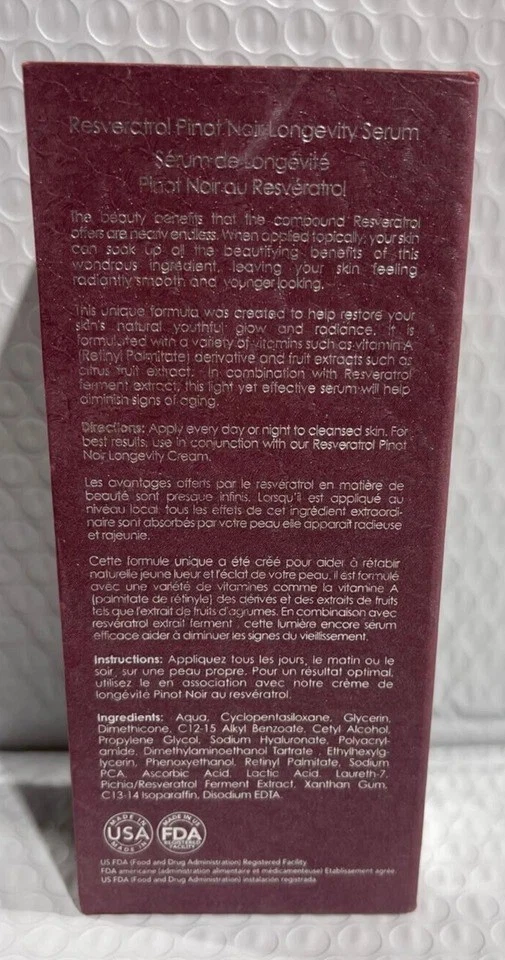 Resveratrol Pinot Noir Longevity Serum
Sérum de Longévité
Pinot Noir au Resvératrol
The beauty benefits that the compound Resveratrol
offers are nearly endless. When applied topically, your skin
can soak up all the beautifying benefits of this
wondrous ingredient, leaving your skin feeling
radiantly smooth and younger looking.
This unique formula was created to help restore your
skin's natural youthful glow and radiance. It is
formulated with a variety of vitamins such as vitamin A
(Retinyl Palmitate) derivative and fruit extracts such as
citrus fruit extract. In combination with Resveratrol
ferment extract, this light yet effective serum will help
diminish signs of aging.
Directions: Apply every day or night to cleansed skin. For
best results, use in conjunction with our Resveratrol Pinot
Noir Longevity Cream.
Les avantages offerts par le resvératrol en matière de
beauté sont presque infinis. Lorsqu'il est appliqué au
niveau local, tous les effets de cet ingrédient extraordi-
naire sont absorbés par votre peau elle apparaît radieuse
et rajeunie.
Cette formule unique a été créé pour aider à rétablir
naturelle jeune lueur et l'éclat de votre peau. il est formulé
avec une variété de vitamines comme la vitamine A
[palmitate de rétinyle] des dérivés et des extraits de fruits
tels que l'extrait de fruits d'agrumes. En combinaison avec
resvératrol extrait ferment , cette lumière encore sérum
efficace aider à diminuer les signes du vieillissement.
Instructions: Appliquez tous les jours, le matin ou le
soir, sur une peau propre. Pour un résultat optimal,
utilisez le en association avec notre crème de
longévité Pinot Noir au resvératrol.
Ingredients: Aqua, Cyclopentasiloxane, Glycerin,
Dimethicone, C12-15 Alkyl Benzoate, Cetyl Alcohol,
Propylene Glycol, Sodium Hyaluronate, Polyacryl-
amide, Dimethylaminoethanol Tartrate , Ethylhexylg-
lycerin, Phenoxyethanol, Retinyl Palmitate, Sodium
PCA, Ascorbic Acid, Lactic Acid, Laureth-7,
Pichia/Resveratrol Ferment Extract, Xanthan Gum,
C13-14 Isoparaffin, Disodium EDTA.
MADE IN
USA
MADE IN
MADE IN US
FDA
REGISTERED
FACILITY
US FDA (Food and Drug Administration) Registered Facility
FDA américaine (administration alimentaire et médicamenteuse) Etablissement agréé
US FDA (Food and Drug Administration) instalación registrada